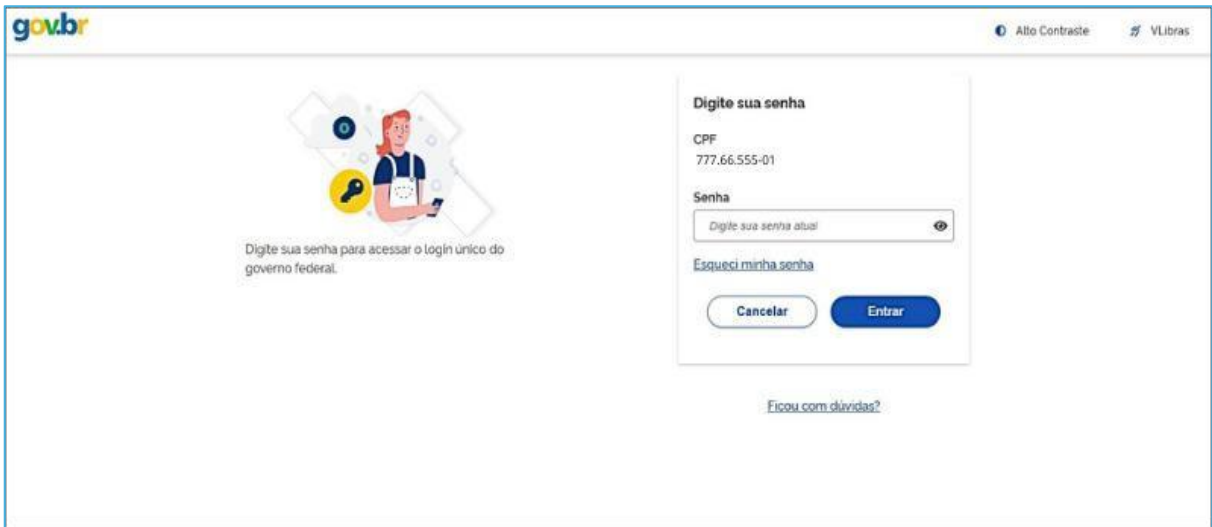 gov.br
Alto Contraste
VLibras
Digite sua senha
CPF
777.66.555-01
Senha
Digite sua senha atual
Esqueci minha senha
Cancelar
Entrar
Digite sua senha para acessar o login único do
governo federal.
Ficou com dúvidas?